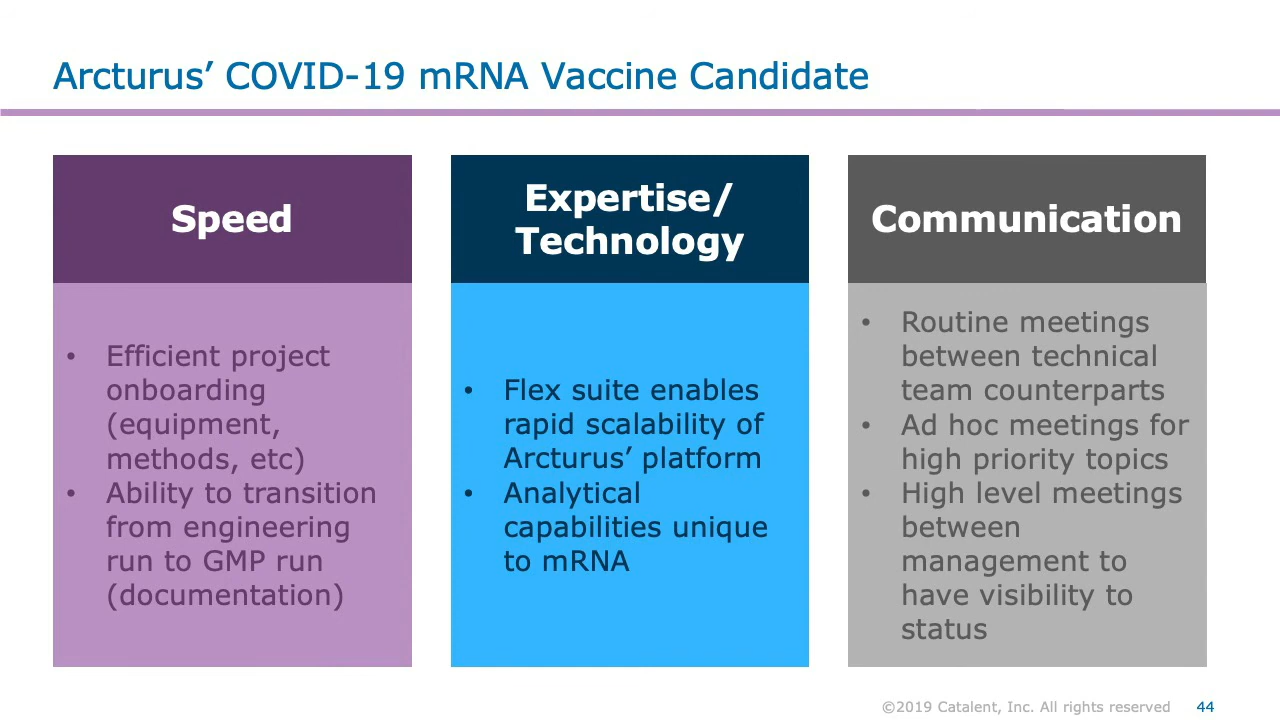 Arcturus’ COVID-19 mRNA Vaccine Candidate
Speed
• Efficient project
onboarding
(equipment,
methods, etc)
• Ability to transition
from engineering
run to GMP run
(documentation)
Expertise/
Technology
• Flex suite enables
rapid scalability of
Arcturus’ platform
• Analytical
capabilities unique
to mRNA
Communication
• Routine meetings
between technical
team counterparts
• Ad hoc meetings for
high priority topics
• High level meetings
between
management to
have visibility to
status
©2019 Catalent, Inc. All rights reserved 44